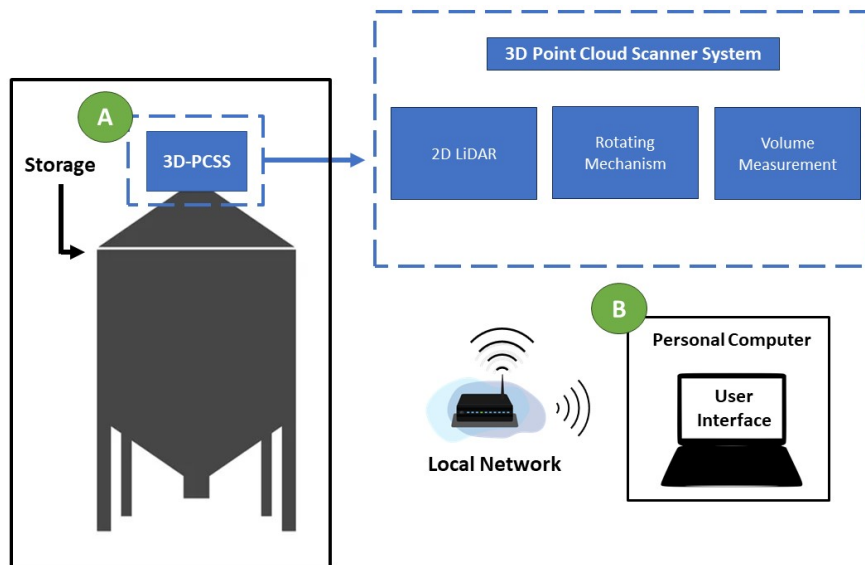 A
3D-PCSS
Storage
3D Point Cloud Scanner System
2D LiDAR
Rotating
Mechanism
Volume
Measurement
B
Personal Computer
User
Interface
Local Network